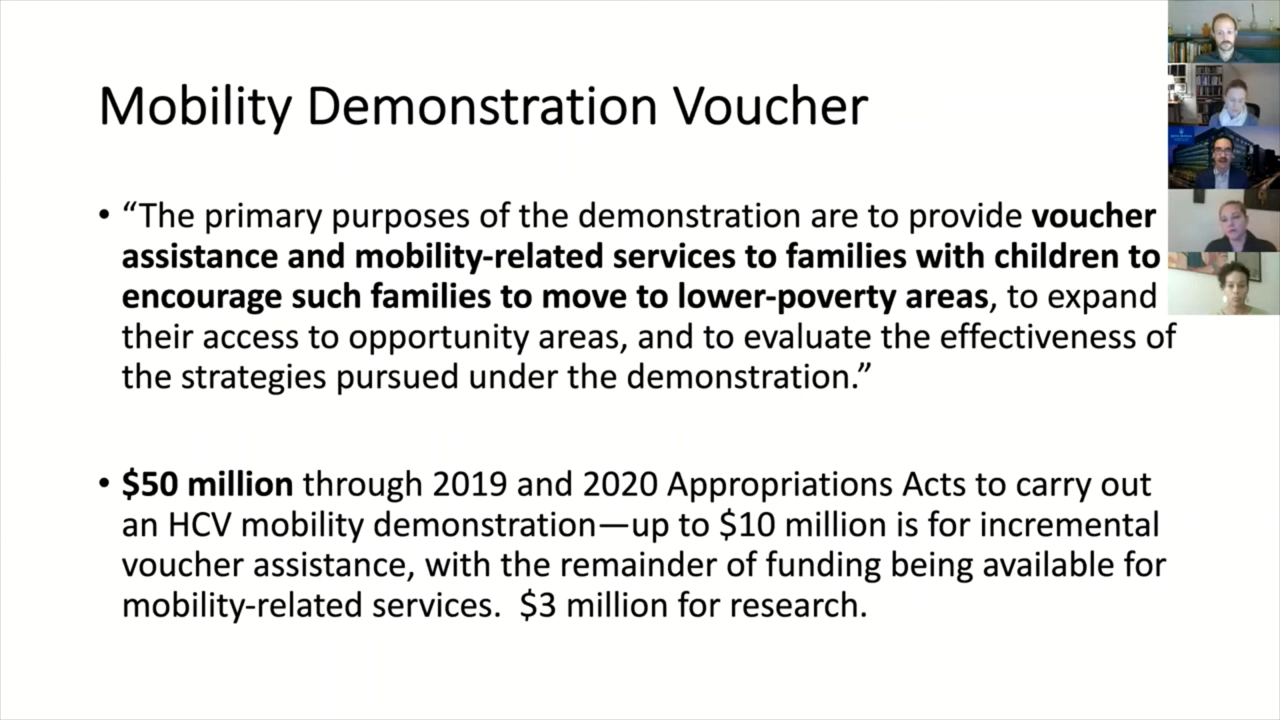 Mobility Demonstration Voucher
• “The primary purposes of the demonstration are to provide voucher
assistance and mobility-related services to families with children to
encourage such families to move to lower-poverty areas, to expand
their access to opportunity areas, and to evaluate the effectiveness of
the strategies pursued under the demonstration.”
• $50 million through 2019 and 2020 Appropriations Acts to carry out
an HCV mobility demonstration—up to $10 million is for incremental
voucher assistance, with the remainder of funding being available for
mobility-related services.  $3 million for research.